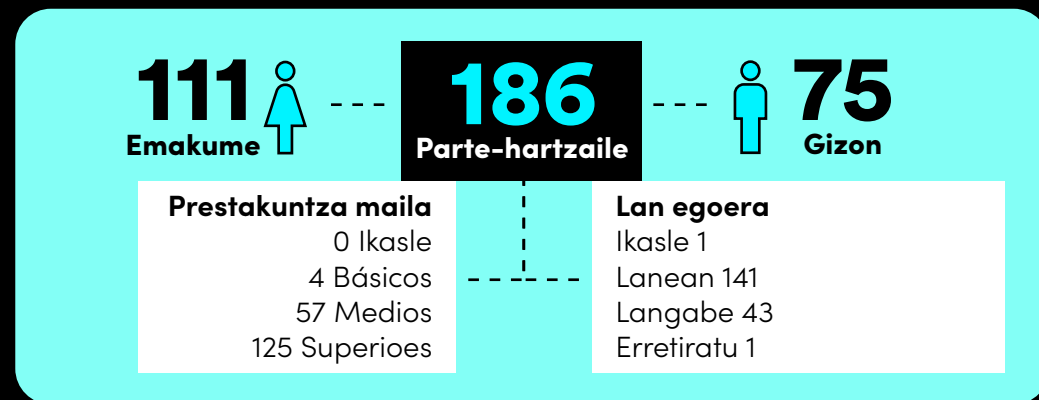 111
Emakume
186
Parte-hartzaile
75
Gizon
Prestakuntza maila
0 Ikasle
4 Básicos
57 Medios
125 Superioes
Lan egoera
Ikasle 1
Lanean 141
Langabe 43
Erretiratu 1